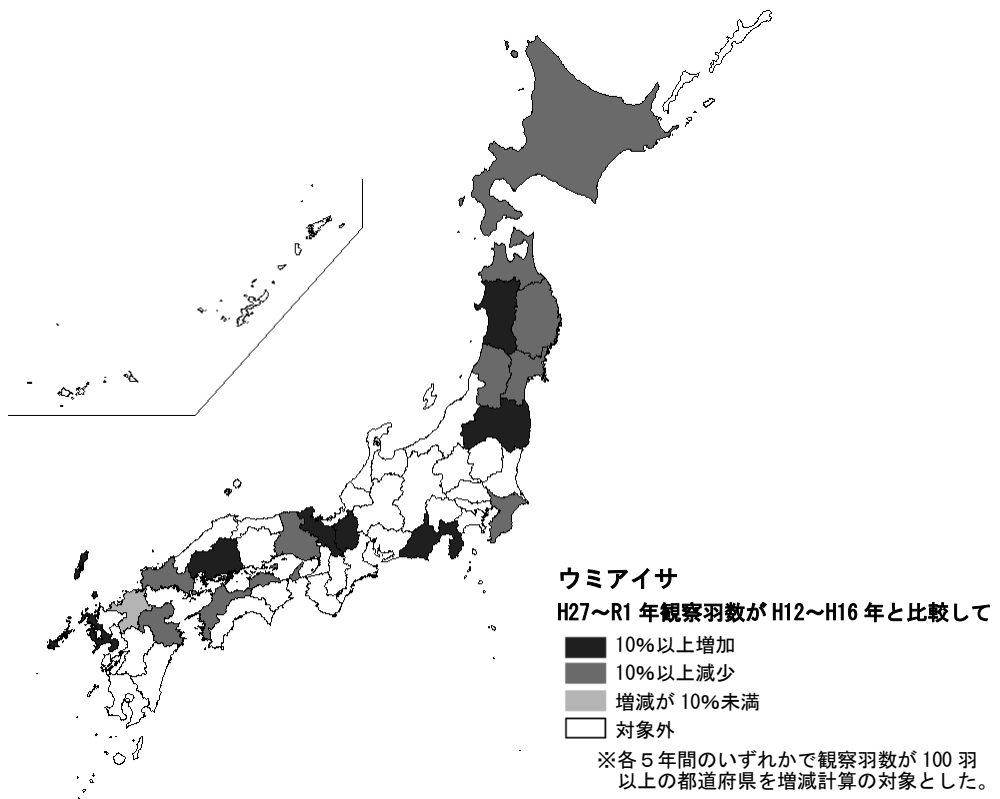 ウミアイサ
H27～R1 年観察羽数が H12～H16 年と比較して
10%以上増加
10%以上減少
増減が 10%未満
対象外
※各５年間のいずれかで観察羽数が 100 羽
以上の都道府県を増減計算の対象とした。